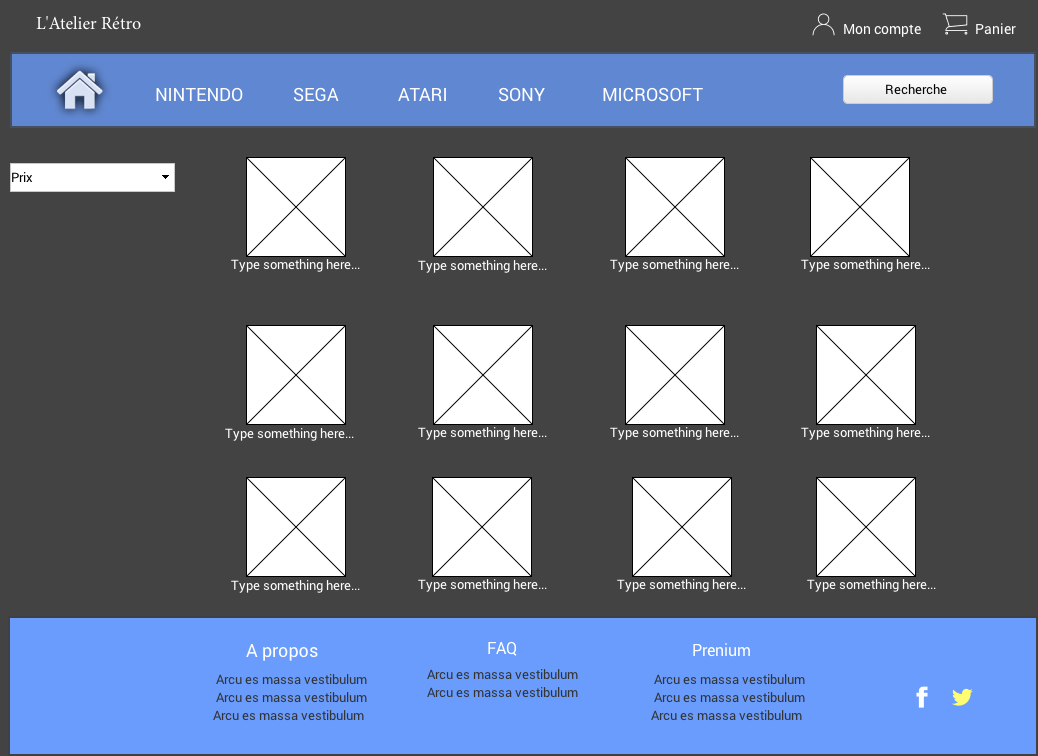 L'Atelier Rétro
Mon compte
Panier
NINTENDO
SEGA
ATARI
SONY
MICROSOFT
Recherche
Prix
Type something here...
Type something here...
Type something here...
Type something here...
Type something here...
Type something here...
Type something here...
Type something here...
Type something here...
Type something here...
Type something here...
Type something here...
A propos
Arcu es massa vestibulum
Arcu es massa vestibulum
Arcu es massa vestibulum
FAQ
Arcu es massa vestibulum
Arcu es massa vestibulum
Prenium
Arcu es massa vestibulum
Arcu es massa vestibulum
Arcu es massa vestibulum